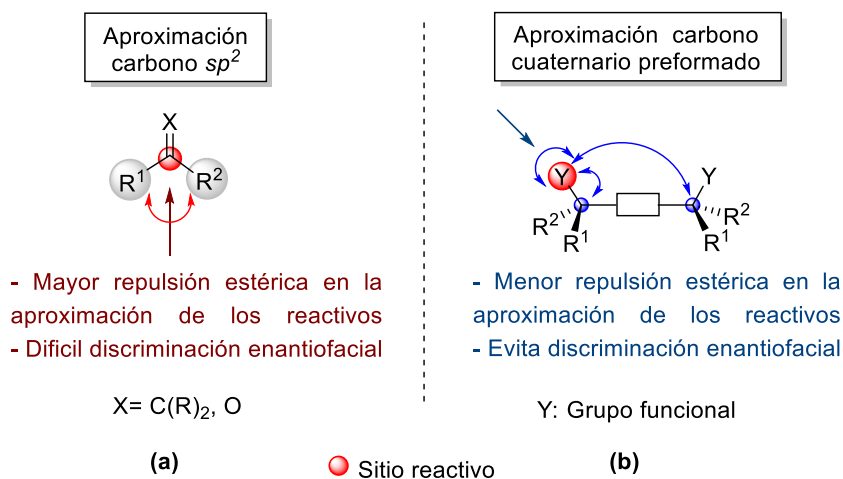 Aproximación
carbono sp²
X
R¹
R²
- Mayor repulsión estérica en la
aproximación de los reactivos
- Dificil discriminación enantiofacial
X= C(R)₂, O
(a)
Aproximación carbono
cuaternario preformado
Y
Y
R²
R¹
R²
R¹
- Menor repulsión estérica en la
aproximación de los reactivos
- Evita discriminación enantiofacial
Y: Grupo funcional
(b)
Sitio reactivo